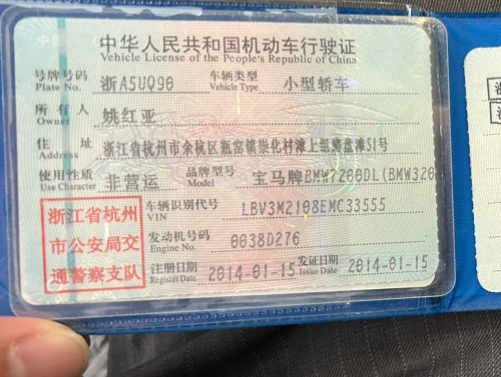 中华人民共和国机动车行驶证
Vehicle License of the People's Republic of China
号牌号码 浙A5UQ90 车辆类型 小型轿车
Plate No. Vehicle Type
所有人 姚红亚
Owner
住址 浙江省杭州市余杭区瓶窑镇崇化村滩上组 盘滩51号
Address
使用性质 非营运 品牌型号 宝马牌BMW7200DL(BMW320
Use Character Model
浙江省杭州
市公安局交
通警察支队
车辆识别代号 LBV3M2108EMC33555
VIN
发动机号码 0038D276
Engine No.
注册日期 2014-01-15 发证日期 2014-01-15
Register Date Issue Date